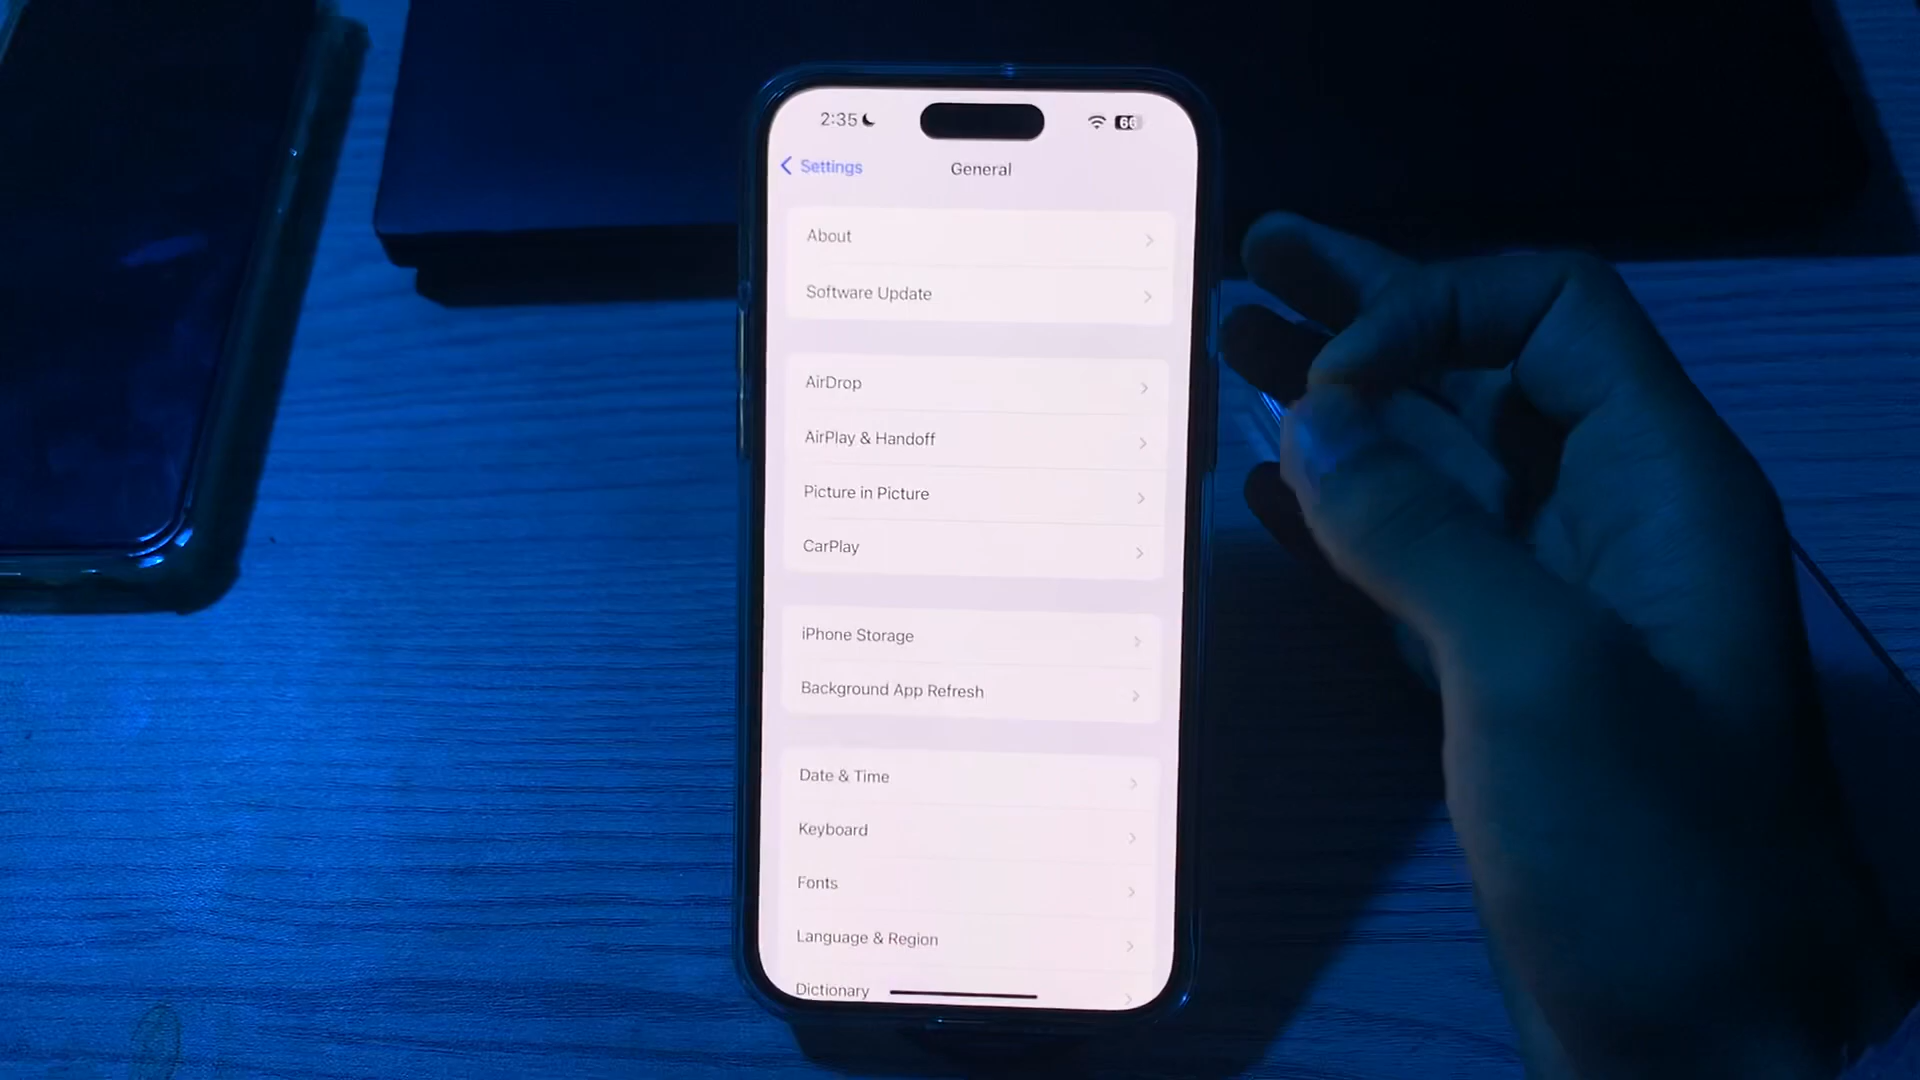 2:35
66
Settings
General
About
Software Update
AirDrop
AirPlay & Handoff
Picture in Picture
CarPlay
iPhone Storage
Background App Refresh
Date & Time
Keyboard
Fonts
Language & Region
Dictionary